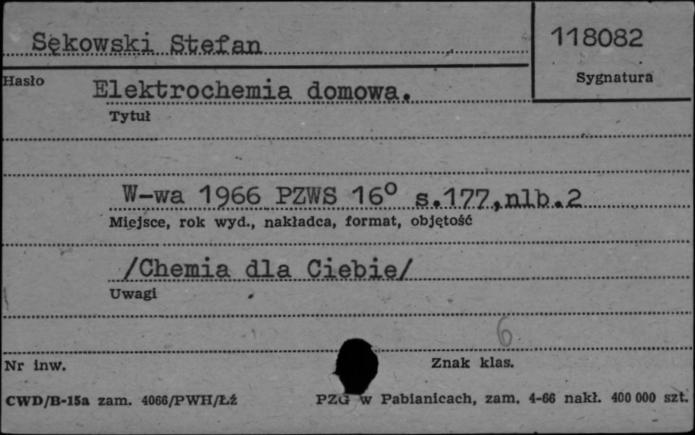 Sękowski Stefan
118082
Hasło
Sygnatura
Elektrochemia domowa.
Tytuł
W-wa 1966 PZWS 16° s.177,nlb.2
Miejsce, rok wyd., nakładca, format, objętość
/Chemia dla Ciebie/
Uwagi
6
Nr inw.
Znak klas.
CWD/B-15a zam. 4066/PWH/Łż PZG w Pabianicach, zam. 4-66 nakł. 400 000 szt.